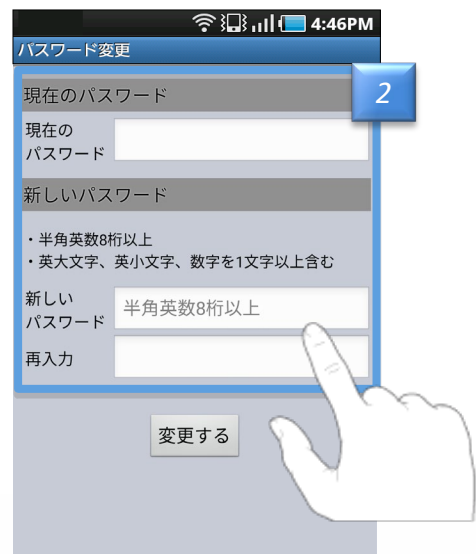 4:46PM
パスワード変更
2
現在のパスワード
現在の
パスワード
新しいパスワード
・半角英数8桁以上
・英大文字、英小文字、数字を1文字以上含む
新しい
パスワード
半角英数8桁以上
再入力
変更する